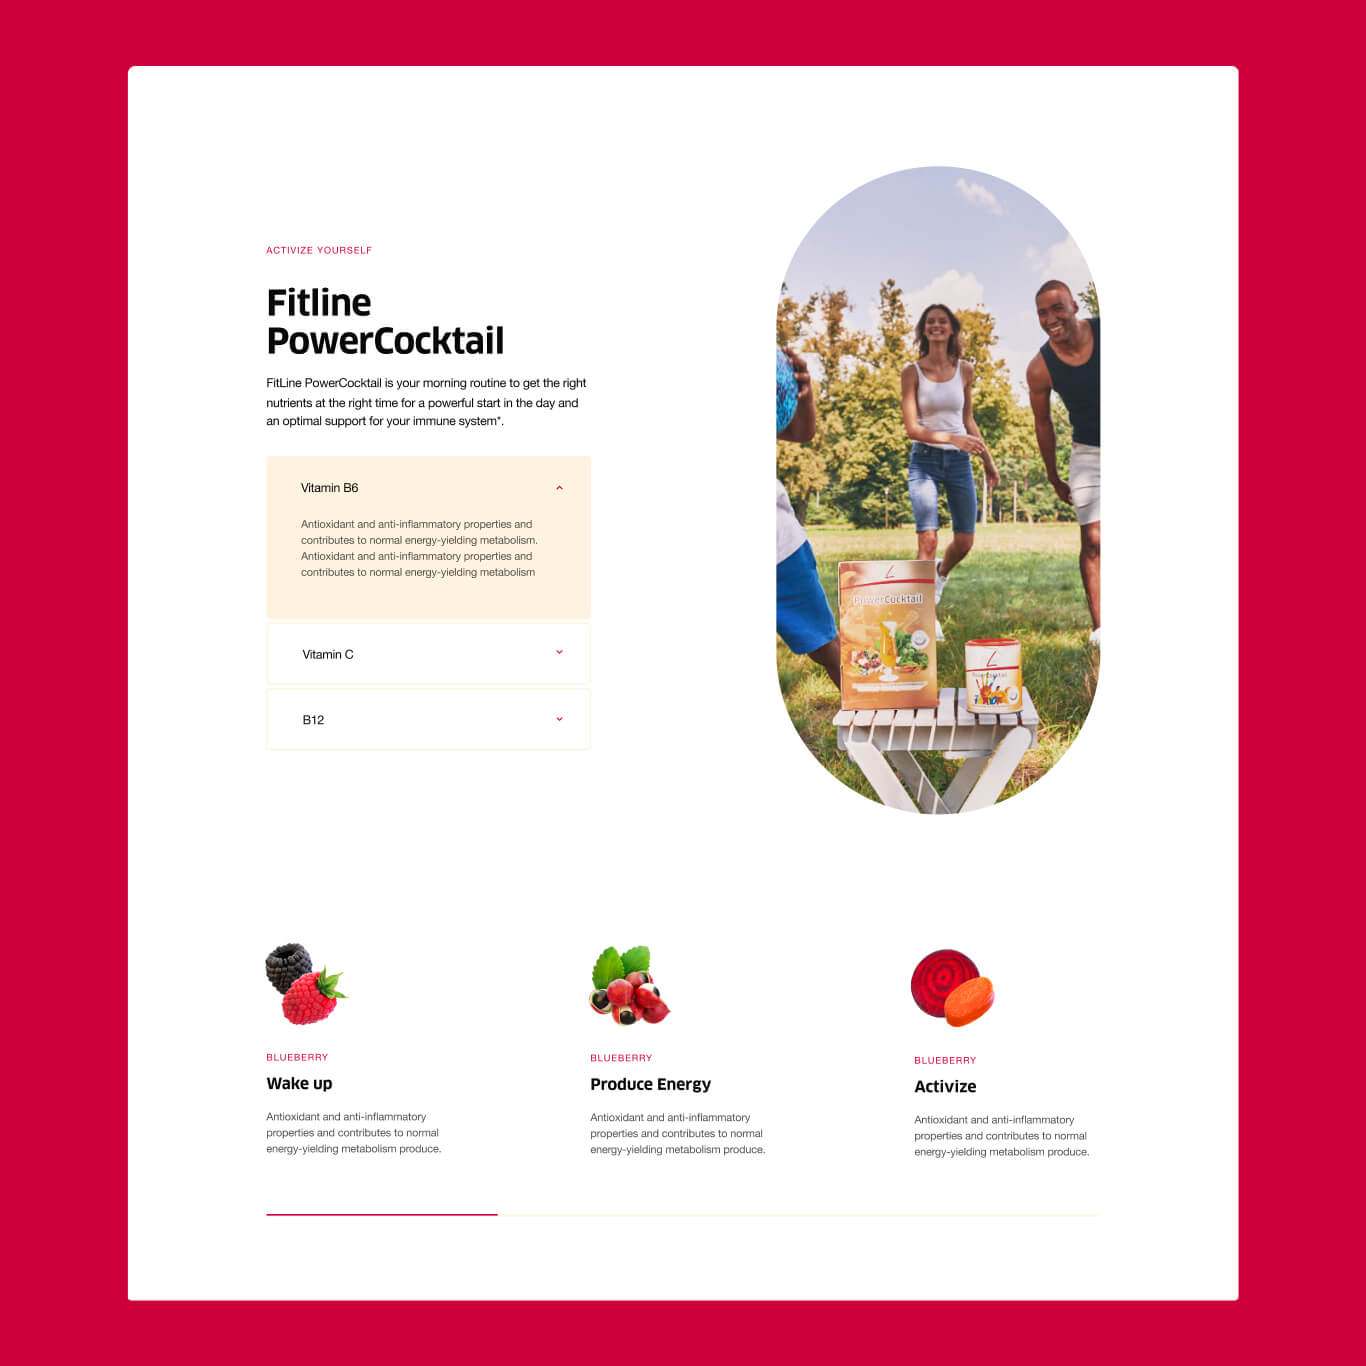 ACTIVIZE YOURSELF
Fitline
PowerCocktail
FitLine PowerCocktail is your morning routine to get the right
nutrients at the right time for a powerful start in the day and
an optimal support for your immune system*.
Vitamin B6
Antioxidant and anti-inflammatory properties and
contributes to normal energy-yielding metabolism.
Antioxidant and anti-inflammatory properties and
contributes to normal energy-yielding metabolism
Vitamin C
B12
PowerCocktail
BLUEBERRY
Wake up
Antioxidant and anti-inflammatory
properties and contributes to normal
energy-yielding metabolism produce.
BLUEBERRY
Produce Energy
Antioxidant and anti-inflammatory
properties and contributes to normal
energy-yielding metabolism produce.
BLUEBERRY
Activize
Antioxidant and anti-inflammatory
properties and contributes to normal
energy-yielding metabolism produce.